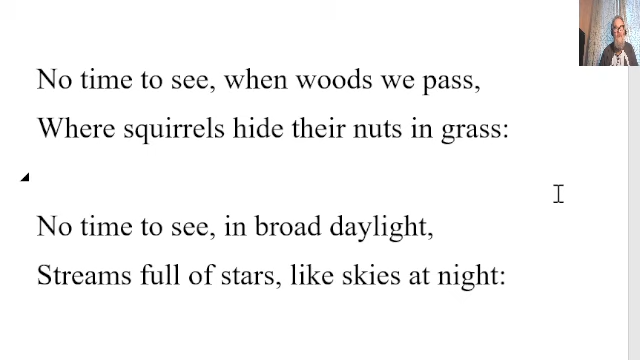 No time to see, when woods we pass,
Where squirrels hide their nuts in grass:
No time to see, in broad daylight,
Streams full of stars, like skies at night: